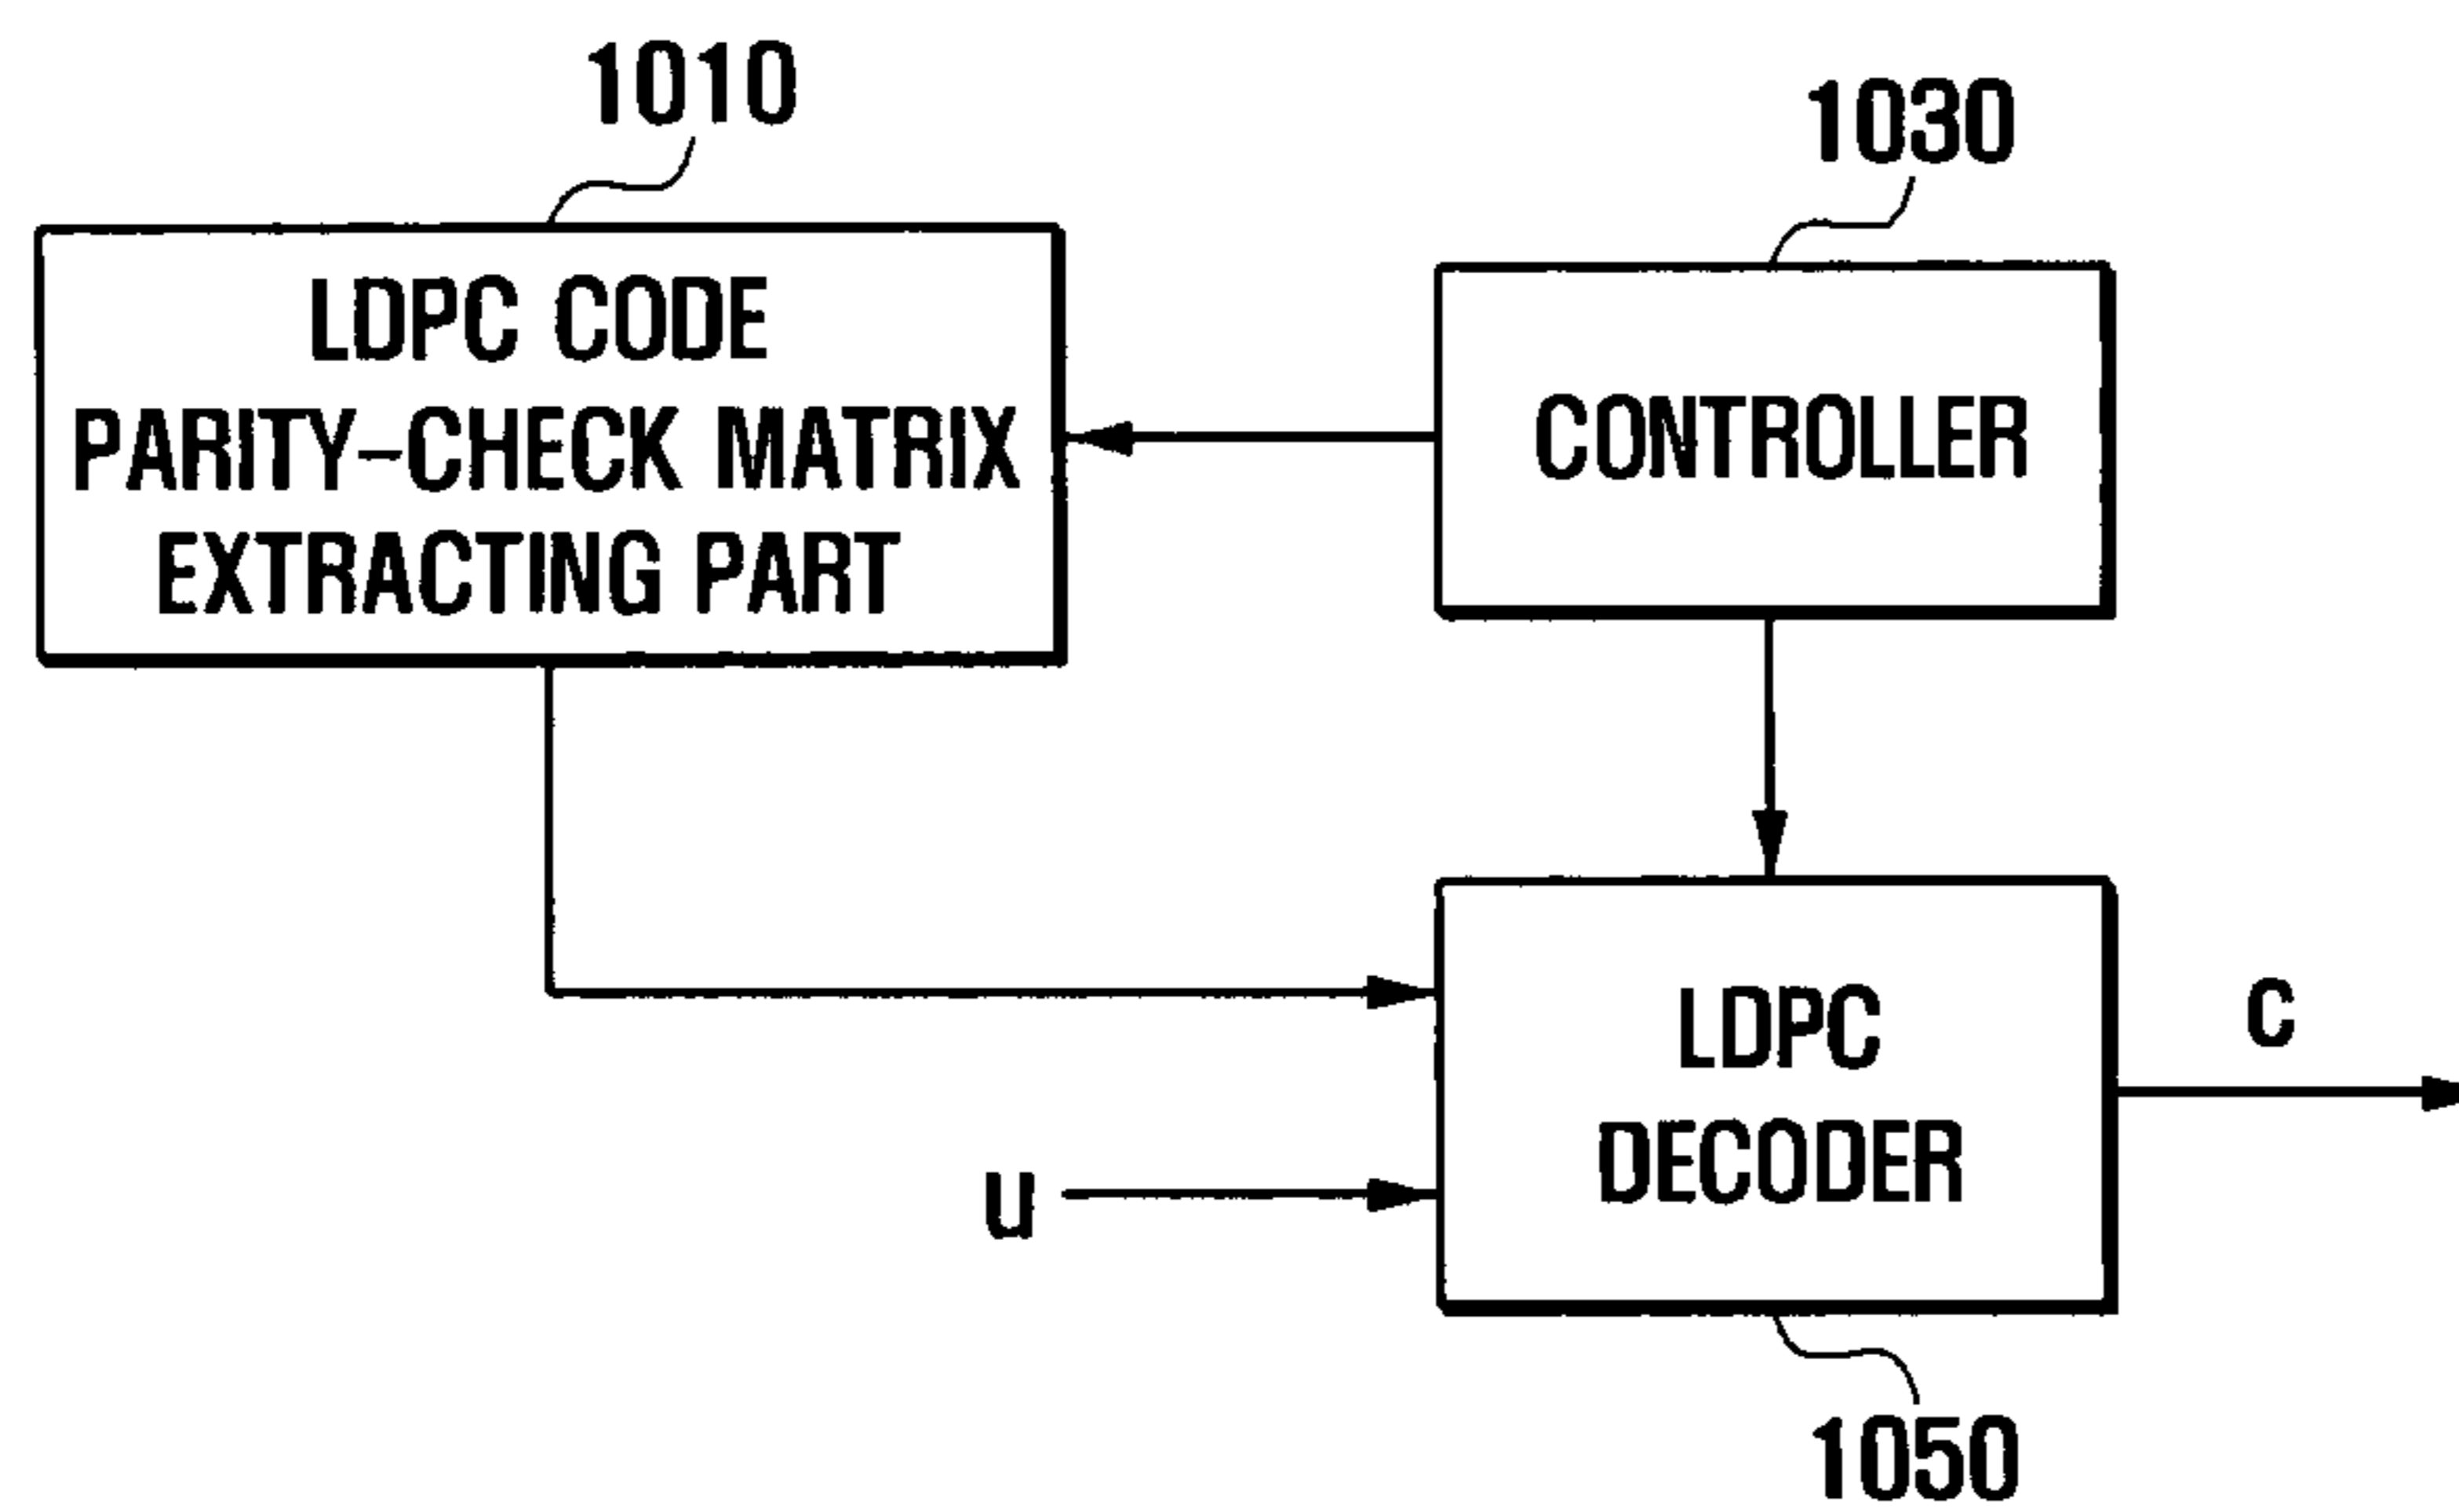 1010
1030
LDPC CODE
PARITY-CHECK MATRIX
EXTRACTING PART
CONTROLLER
LDPC
DECODER
C
u
1050